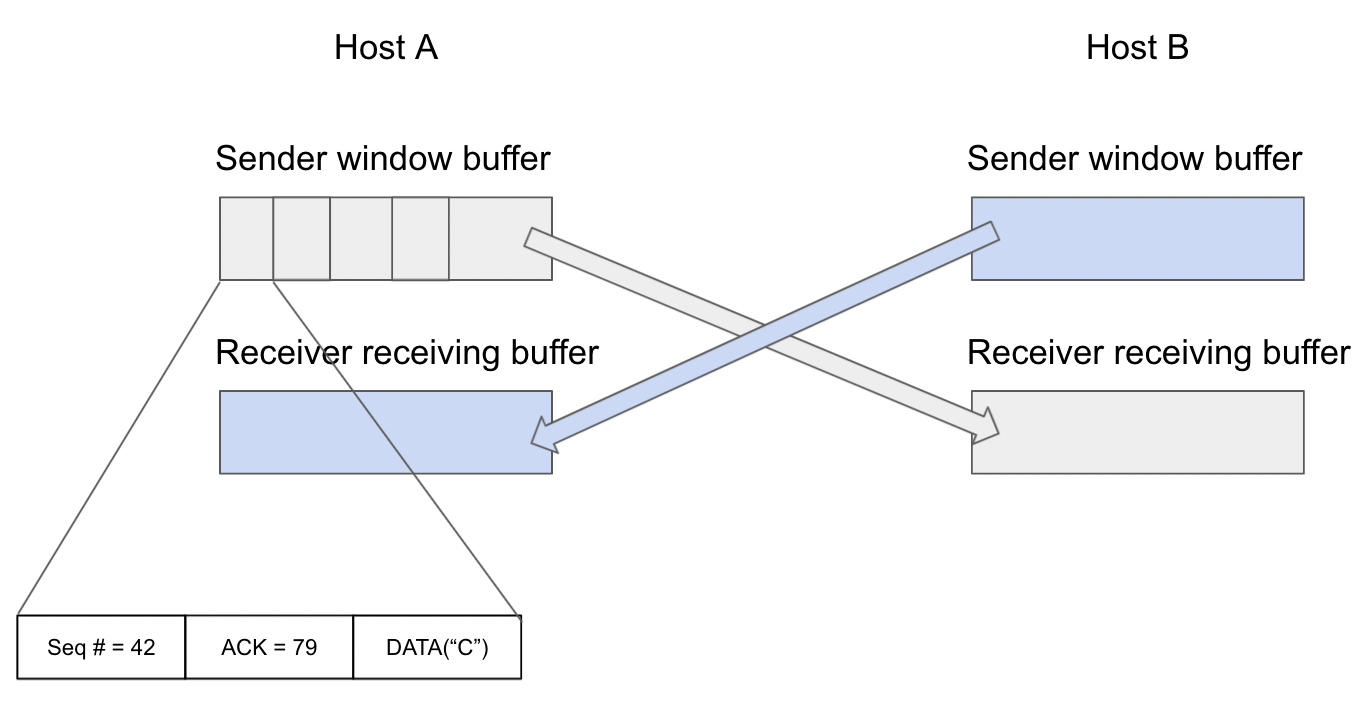 Host A
Host B
Sender window buffer
Sender window buffer
Receiver receiving buffer
Receiver receiving buffer
Seq # = 42
ACK = 79
DATA(“C”)